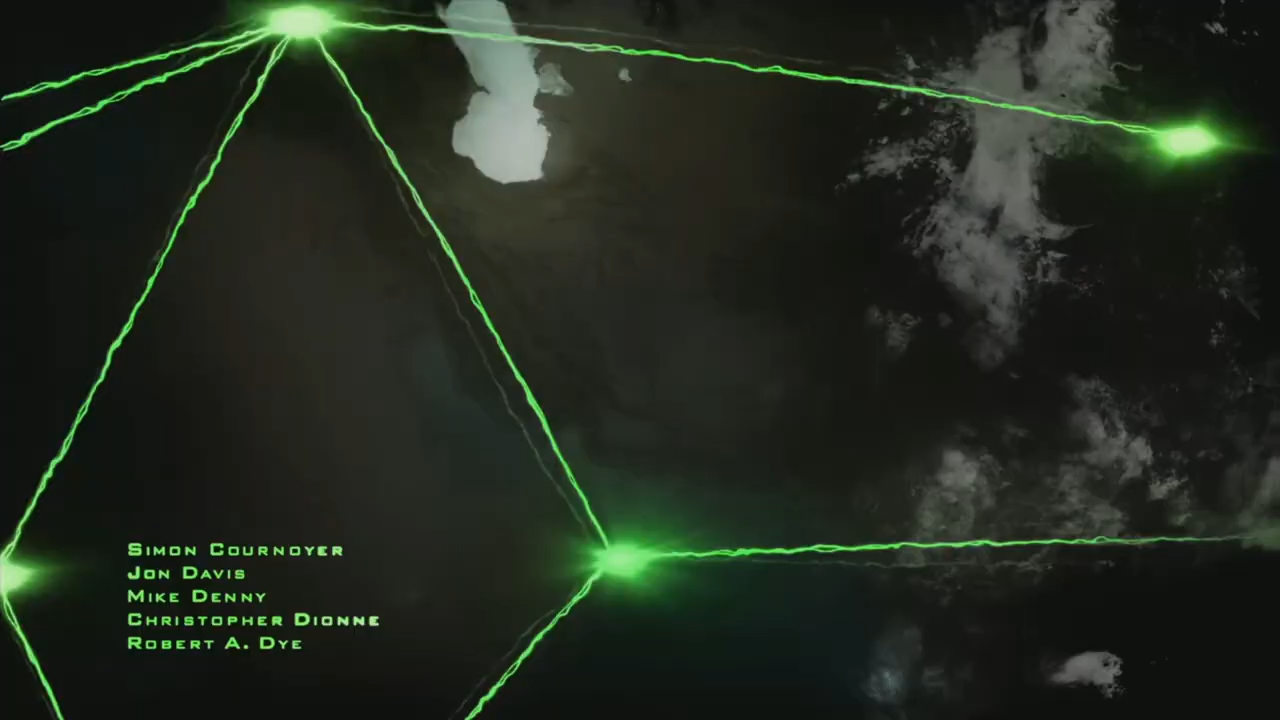 Simon Cournoyer
Jon Davis
Mike Denny
Christopher Dionne
Robert A. Dye